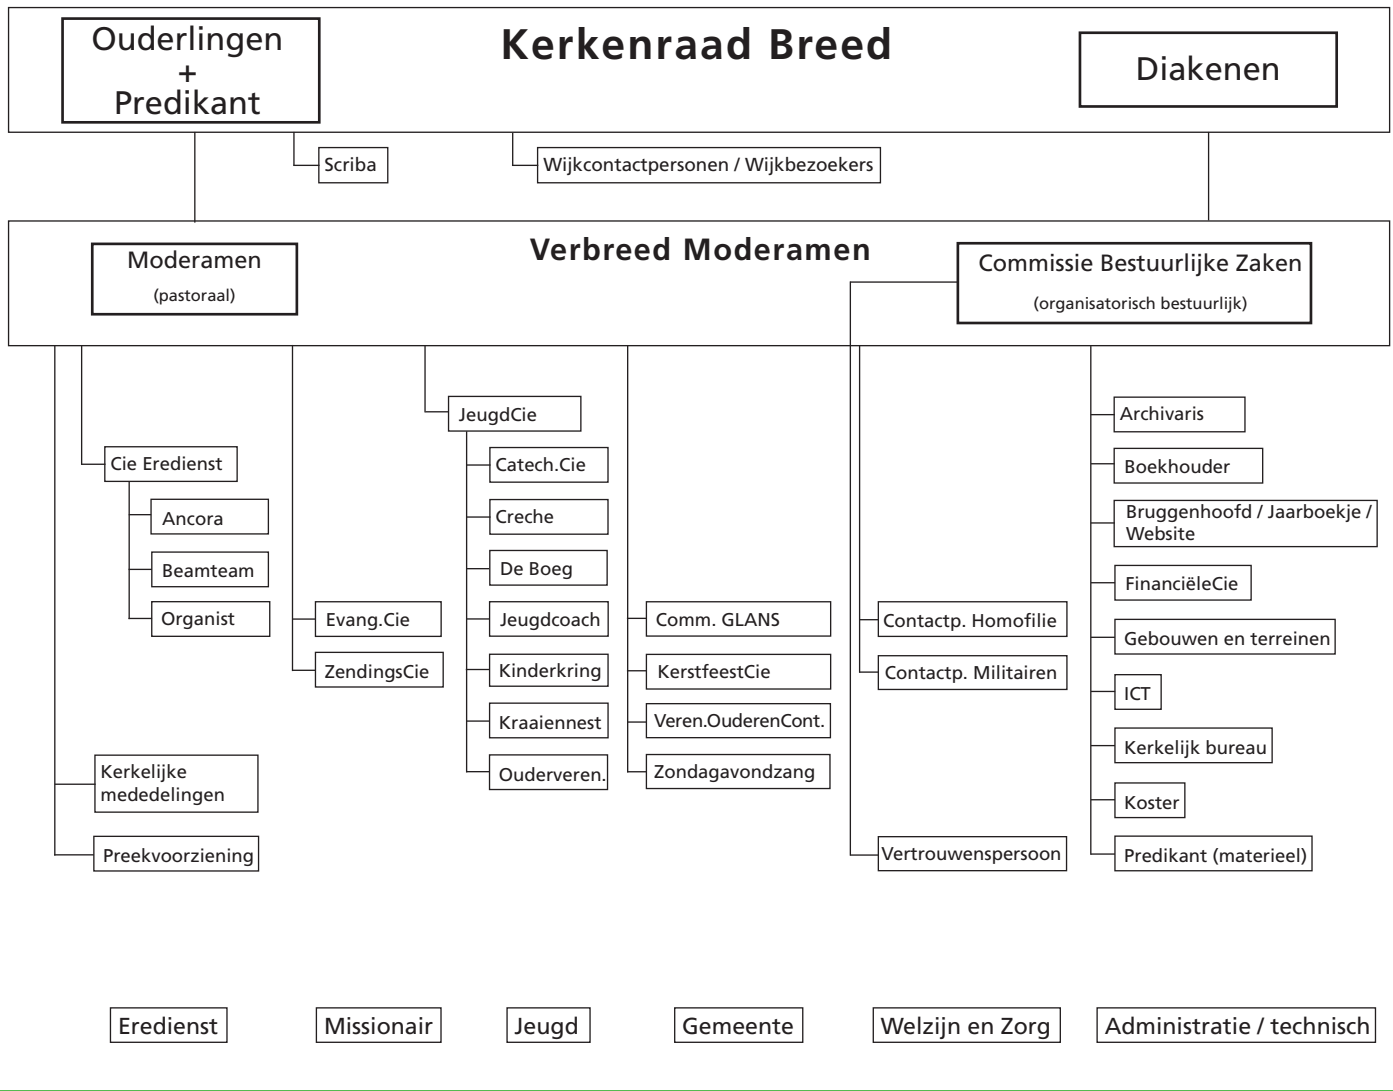 Kerkenraad Breed
Ouderlingen
+
Predikant
Diakenen
Scriba
Wijkcontactpersonen / Wijkbezoekers
Verbreed Moderamen
Moderamen
(pastoraal)
Commissie Bestuurlijke Zaken
(organisatorisch bestuurlijk)
Cie Eredienst
Ancora
Beamteam
Organist
Kerkelijke
mededelingen
Preekvoorziening
Evang.Cie
ZendingsCie
JeugdCie
Catech.Cie
Creche
De Boeg
Jeugdcoach
Kinderkring
Kraaiennest
Ouderveren.
Comm. GLANS
KerstfeestCie
Veren.OuderenCont.
Zondagavondzang
Contactp. Homofilie
Contactp. Militairen
Vertrouwenspersoon
Archivaris
Boekhouder
Bruggenhoofd / Jaarboekje /
Website
FinanciëleCie
Gebouwen en terreinen
ICT
Kerkelijk bureau
Koster
Predikant (materieel)
Eredienst
Missionair
Jeugd
Gemeente
Welzijn en Zorg
Administratie / technisch